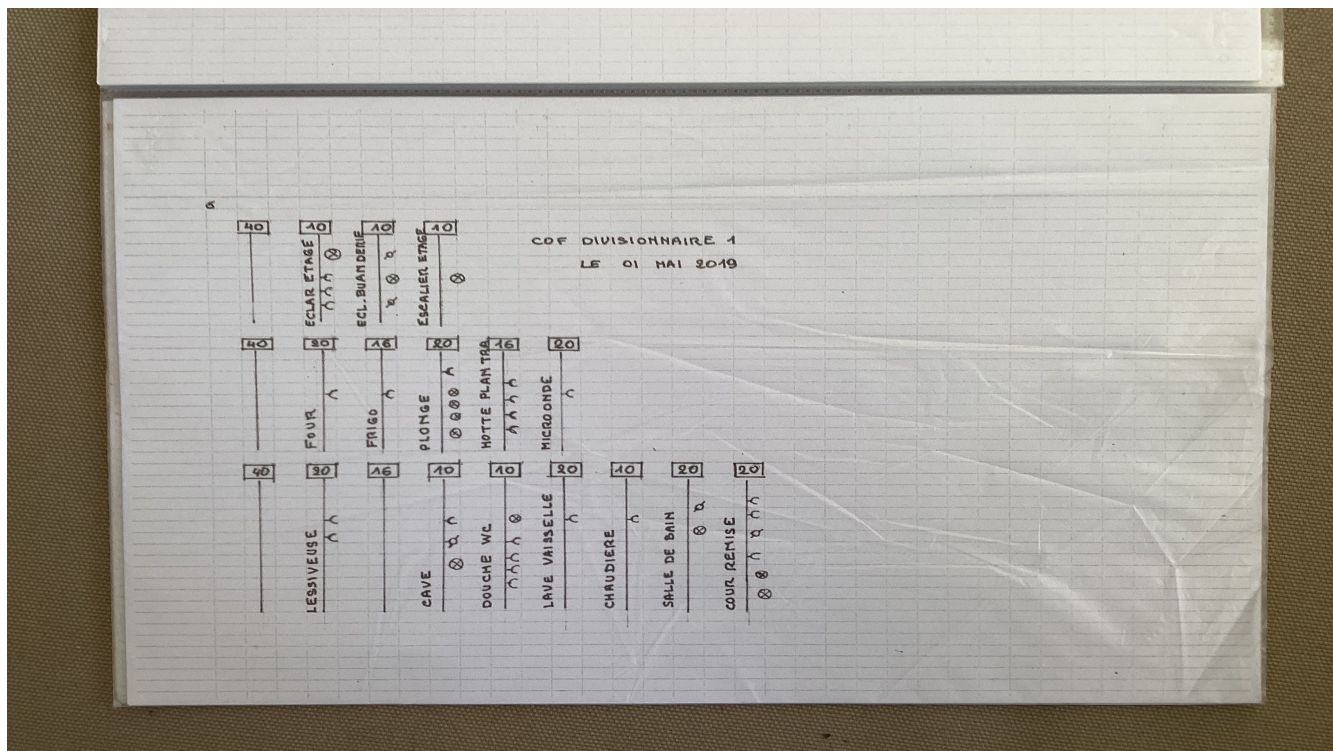 a
40
10
ECLAR ETAGE
10
ECL. BUANDERIE
10
ESCALIER ETAGE
COF DIVISIONNAIRE 1
LE 01 MAI 2019
40
20
FOUR
16
FRIGO
20
PLONGE
16
HOTTE PLAN TRA
20
MICROONDE
40
20
LESSIVEUSE
16
10
CAVE
10
DOUCHE WC
20
LAVE VAISSELLE
10
CHAUDIERE
20
SALLE DE BAIN
20
COUR REMISE